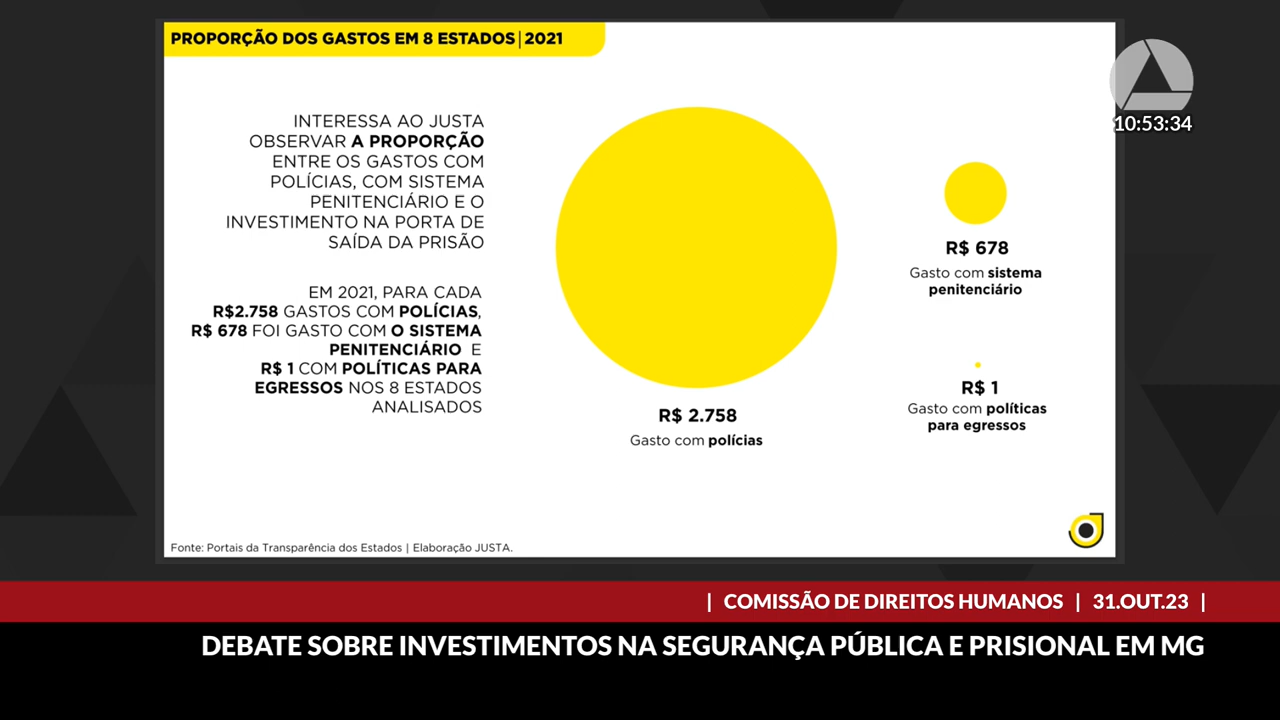 PROPORÇÃO DOS GASTOS EM 8 ESTADOS | 2021
10:53:34
INTERESSA AO JUSTA
OBSERVAR A PROPORÇÃO
ENTRE OS GASTOS COM
POLÍCIAS, COM SISTEMA
PENITENCIÁRIO E O
INVESTIMENTO NA PORTA DE
SAÍDA DA PRISÃO
EM 2021, PARA CADA
R$2.758 GASTOS COM POLÍCIAS,
R$ 678 FOI GASTO COM O SISTEMA
PENITENCIÁRIO E
R$ 1 COM POLÍTICAS PARA
EGRESSOS NOS 8 ESTADOS
ANALISADOS
R$ 2.758
Gasto com polícias
R$ 678
Gasto com sistema
penitenciário
R$ 1
Gasto com políticas
para egressos
Fonte: Portais da Transparência dos Estados | Elaboração JUSTA.
| COMISSÃO DE DIREITOS HUMANOS | 31.OUT.23 |
DEBATE SOBRE INVESTIMENTOS NA SEGURANÇA PÚBLICA E PRISIONAL EM MG